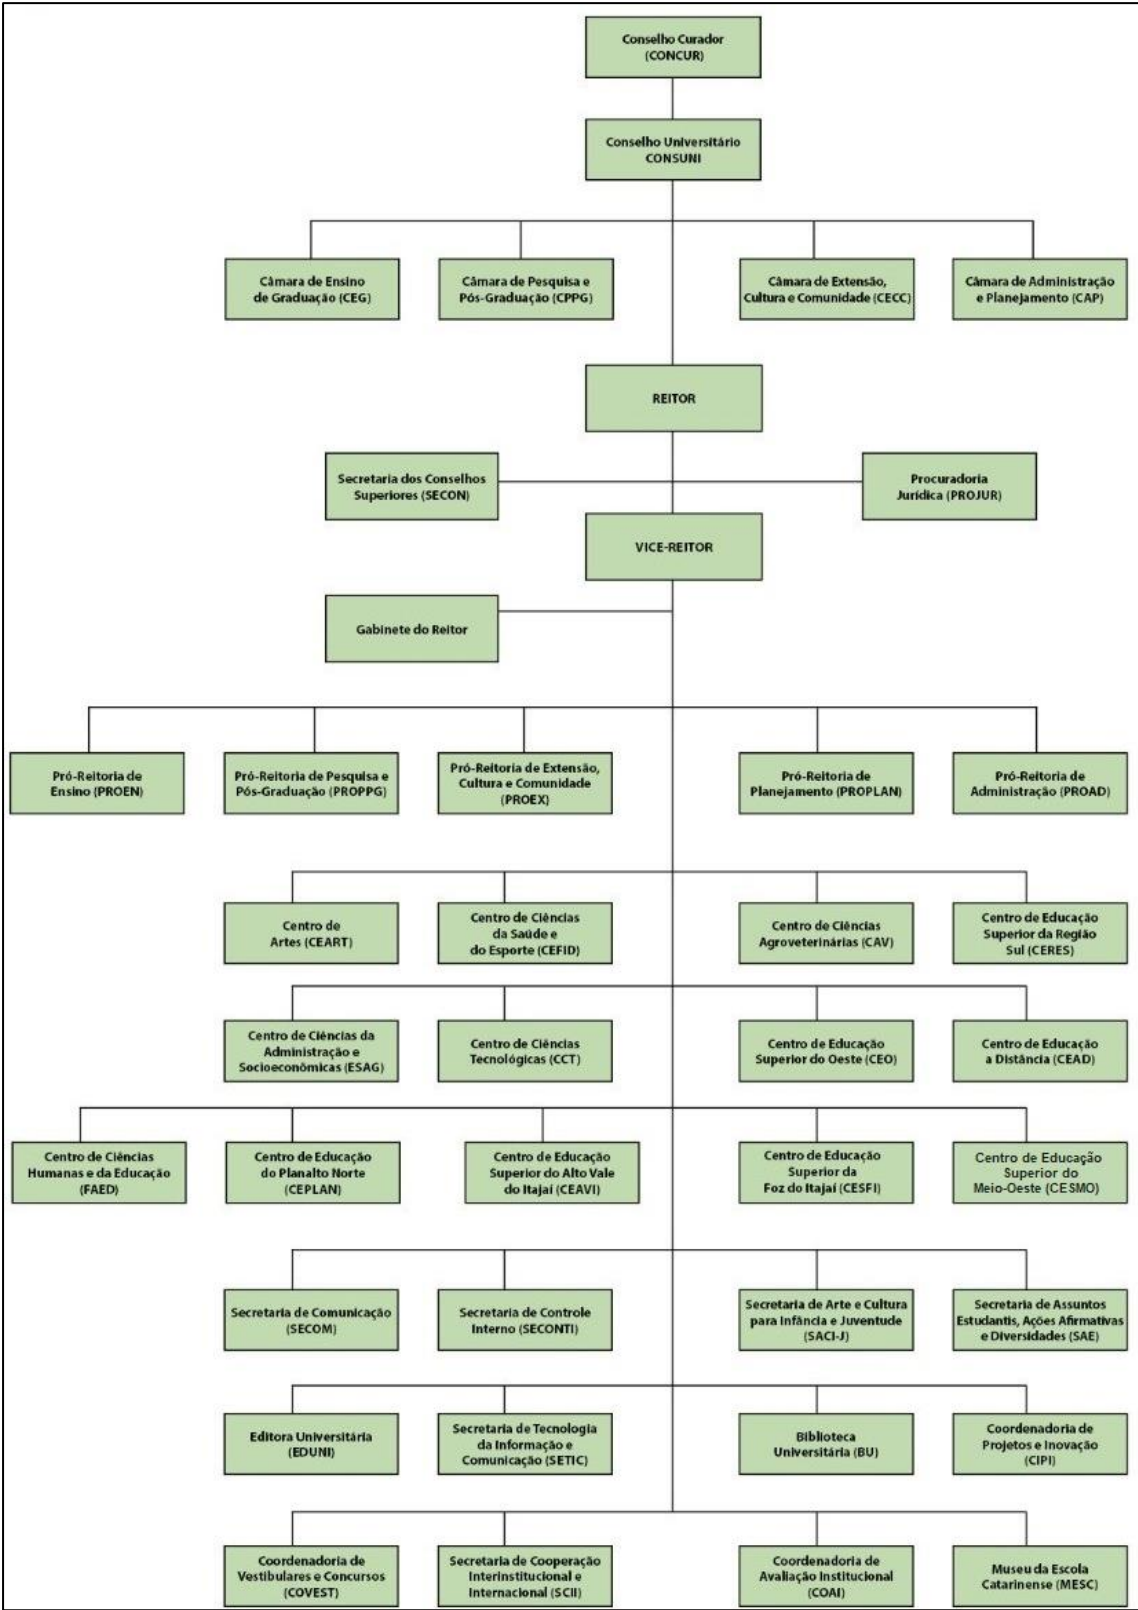 Conselho Curador
(CONCUR)
Conselho Universitário
CONSUNI
Câmara de Ensino
de Graduação (CEG)
Câmara de Pesquisa e
Pós-Graduação (CPPG)
Câmara de Extensão,
Cultura e Comunidade (CECC)
Câmara de Administração
e Planejamento (CAP)
REITOR
Secretaria dos Conselhos
Superiores (SECON)
Procuradoria
Jurídica (PROJUR)
VICE-REITOR
Gabinete do Reitor
Pró-Reitoria de
Ensino (PROEN)
Pró-Reitoria de Pesquisa e
Pós-Graduação (PROPPG)
Pró-Reitoria de Extensão,
Cultura e Comunidade
(PROEX)
Pró-Reitoria de
Planejamento (PROPLAN)
Pró-Reitoria de
Administração (PROAD)
Centro de
Artes (CEART)
Centro de Ciências
da Saúde e
do Esporte (CEFID)
Centro de Ciências
Agroveterinárias (CAV)
Centro de Educação
Superior da Região
Sul (CERES)
Centro de Ciências da
Administração e
Socioeconômicas (ESAG)
Centro de Ciências
Tecnológicas (CCT)
Centro de Educação
Superior do Oeste (CEO)
Centro de Educação
a Distância (CEAD)
Centro de Ciências
Humanas e da Educação
(FAED)
Centro de Educação
do Planalto Norte
(CEPLAN)
Centro de Educação
Superior do Alto Vale
do Itajaí (CEAVI)
Centro de Educação
Superior da
Foz do Itajaí (CESFI)
Centro de Educação
Superior do
Meio-Oeste (CESMO)
Secretaria de Comunicação
(SECOM)
Secretaria de Controle
Interno (SECONTI)
Secretaria de Arte e Cultura
para Infância e Juventude
(SACI-J)
Secretaria de Assuntos
Estudantis, Ações Afirmativas
e Diversidades (SAE)
Editora Universitária
(EDUNI)
Secretaria de Tecnologia
da Informação e
Comunicação (SETIC)
Biblioteca
Universitária (BU)
Coordenadoria de
Projetos e Inovação
(CIPI)
Coordenadoria de
Vestibulares e Concursos
(COVEST)
Secretaria de Cooperação
Interinstitucional e
Internacional (SCII)
Coordenadoria de
Avaliação Institucional
(COAI)
Museu da Escola
Catarinense (MESC)